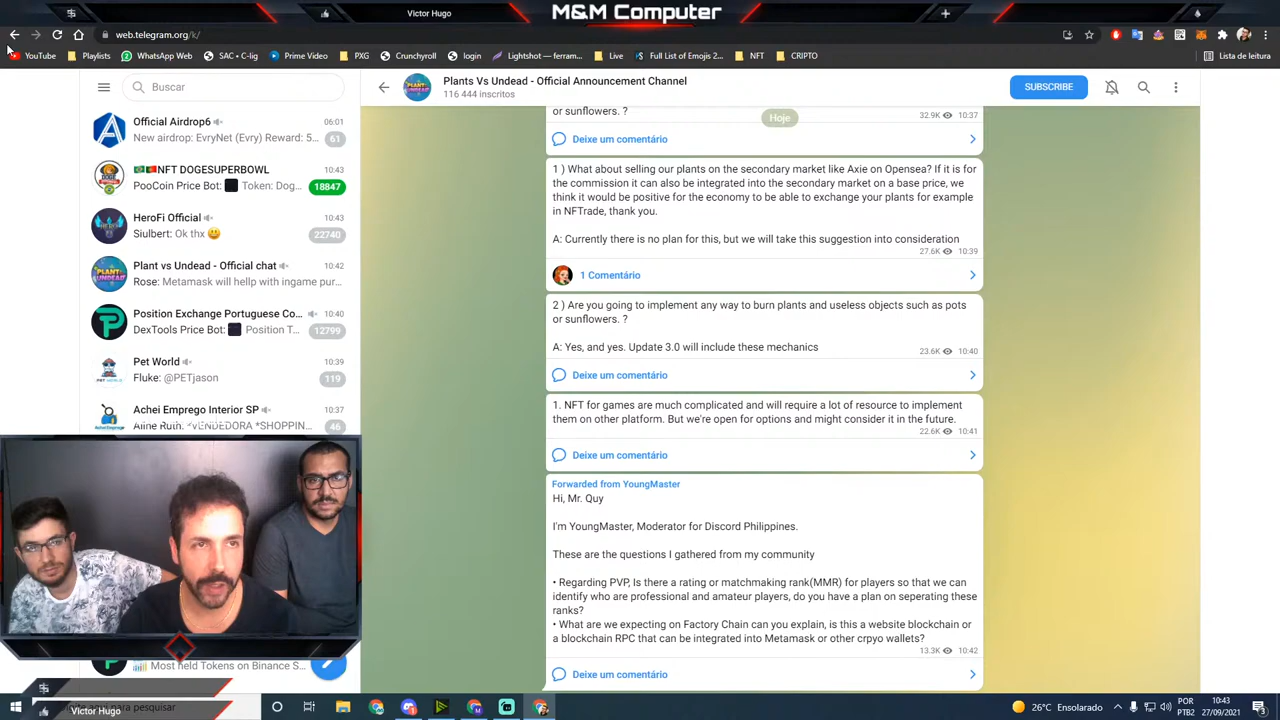 Victor Hugo
M&M Computer
web.telegram.org/k/
YouTube
Playlists
WhatsApp Web
SAC • C-lig
Prime Video
PXG
Crunchyroll
login
Lightshot — ferram...
Live
Full List of Emojis 2...
NFT
CRIPTO
Lista de leitura
Buscar
Plants Vs Undead - Official Announcement Channel
116 444 inscritos
SUBSCRIBE
Official Airdrop6
06:01
New airdrop: EvryNet (Evry) Reward: 5...
61
NFT DOGESUPERBOWL
10:43
PooCoin Price Bot: Token: Dog...
18847
HeroFi Official
10:43
Siulbert: Ok thx
22740
Plant vs Undead - Official chat
10:42
Rose: Metamask will hellp with ingame pur...
Position Exchange Portuguese Co...
10:40
DexTools Price Bot: Position T...
12799
Pet World
10:39
Fluke: @PETjason
119
Achei Emprego Interior SP
10:37
Aline Ruth: *VENDEDORA *SHOPPIN...
46
Most held Tokens on Binance S...
or sunflowers. ?
32.9K 10:37
Hoje
Deixe um comentário
1 ) What about selling our plants on the secondary market like Axie on Opensea? If it is for
the commission it can also be integrated into the secondary market on a base price, we
think it would be positive for the economy to be able to exchange your plants for example
in NFTrade, thank you.
A: Currently there is no plan for this, but we will take this suggestion into consideration
27.6K 10:39
1 Comentário
2 ) Are you going to implement any way to burn plants and useless objects such as pots
or sunflowers. ?
A: Yes, and yes. Update 3.0 will include these mechanics
23.6K 10:40
Deixe um comentário
1. NFT for games are much complicated and will require a lot of resource to implement
them on other platform. But we're open for options and might consider it in the future.
22.6K 10:41
Deixe um comentário
Forwarded from YoungMaster
Hi, Mr. Quy
I'm YoungMaster, Moderator for Discord Philippines.
These are the questions I gathered from my community
• Regarding PVP, Is there a rating or matchmaking rank(MMR) for players so that we can
identify who are professional and amateur players, do you have a plan on seperating these
ranks?
• What are we expecting on Factory Chain can you explain, is this a website blockchain or
a blockchain RPC that can be integrated into Metamask or other crpyo wallets?
13.3K 10:42
Deixe um comentário
aqui para pesquisar
Victor Hugo
26°C Ensolarado
POR
PTB2
10:43
27/09/2021
3